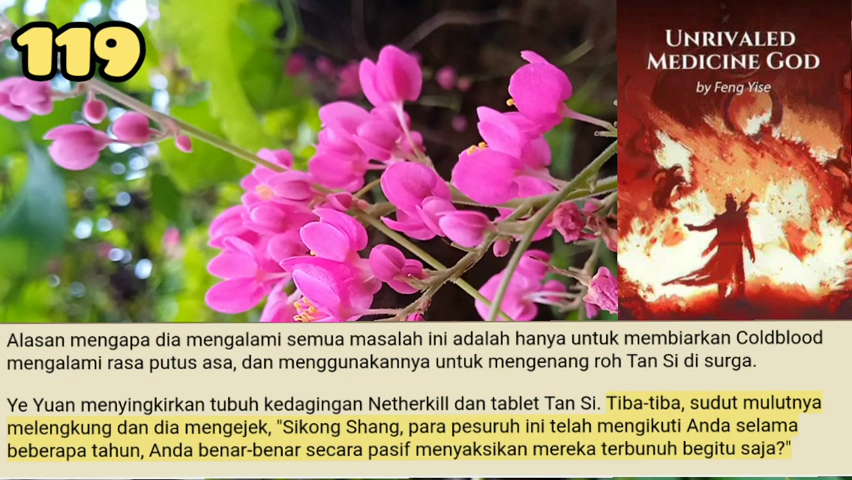 119
UNRIVALED
MEDICINE GOD
by Feng Yise
Alasan mengapa dia mengalami semua masalah ini adalah hanya untuk membiarkan Coldblood
mengalami rasa putus asa, dan menggunakannya untuk mengenang roh Tan Si di surga.
Ye Yuan menyingkirkan tubuh kedagingan Netherkill dan tablet Tan Si. Tiba-tiba, sudut mulutnya
melengkung dan dia mengejek, "Sikong Shang, para pesuruh ini telah mengikuti Anda selama
beberapa tahun, Anda benar-benar secara pasif menyaksikan mereka terbunuh begitu saja?"